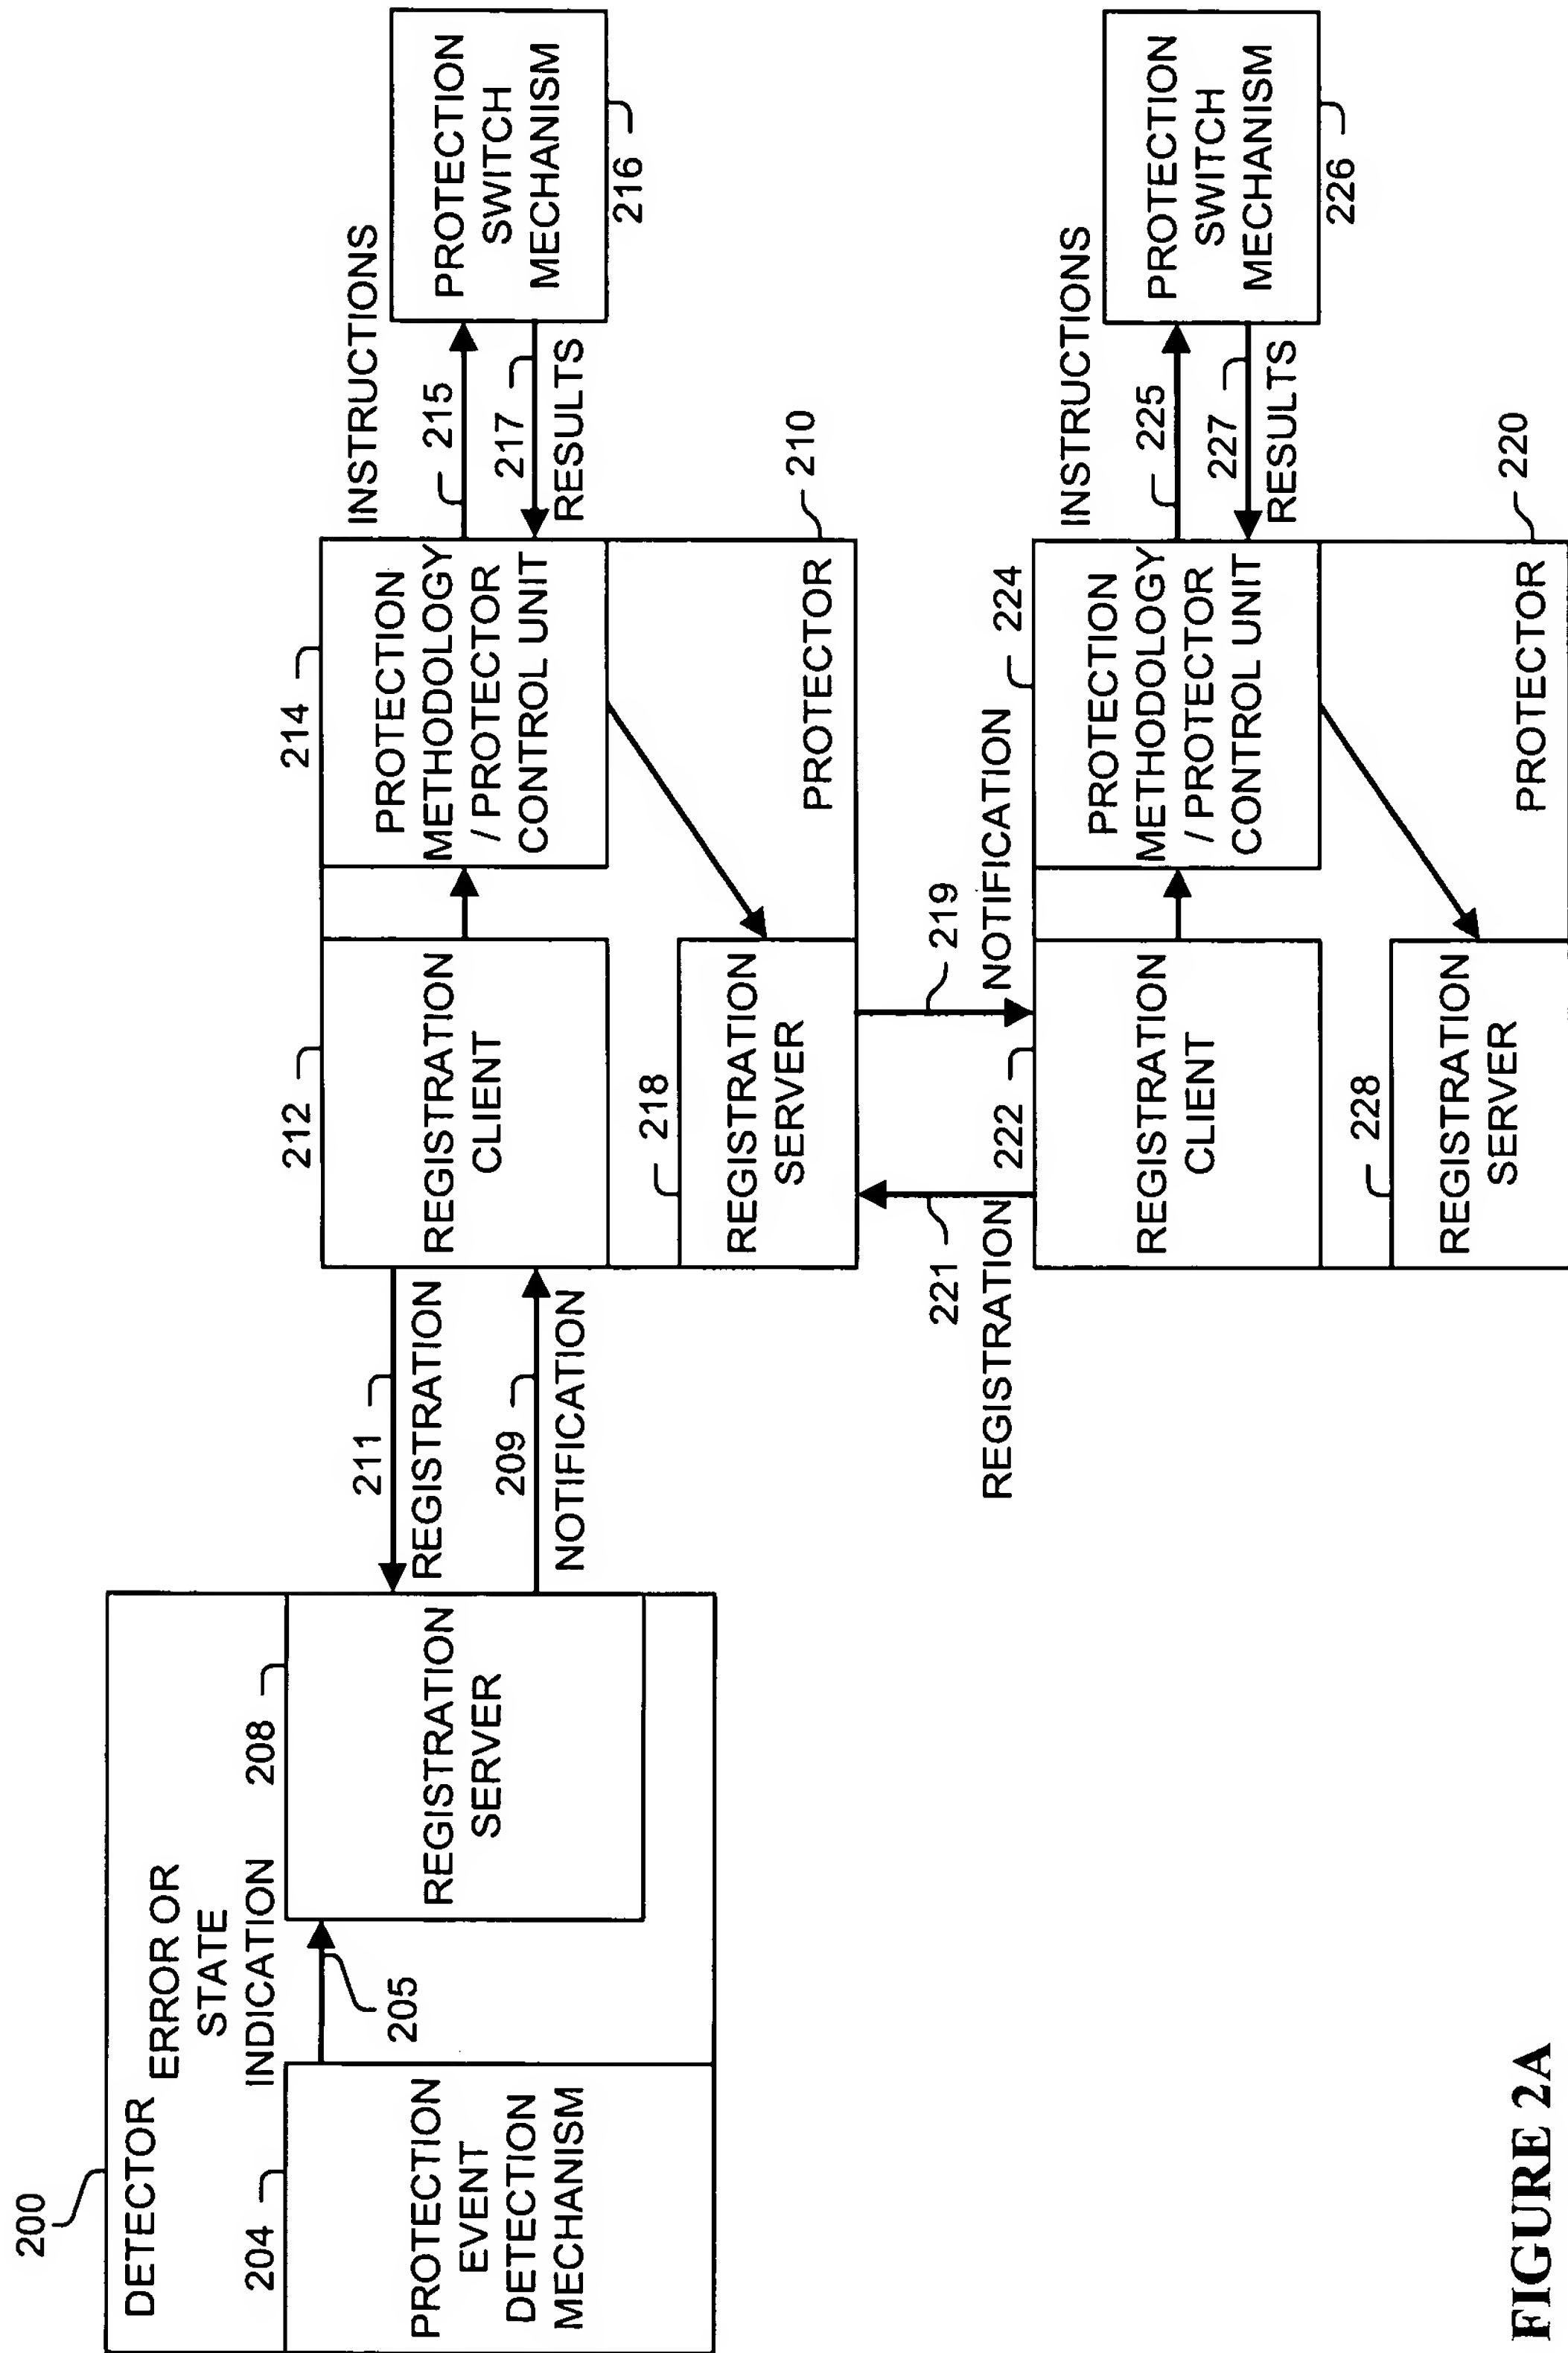 200
DETECTOR
ERROR OR
STATE
INDICATION
204
PROTECTION
EVENT
DETECTION
MECHANISM
205
208
REGISTRATION
SERVER
211
REGISTRATION
209
NOTIFICATION
212
REGISTRATION
CLIENT
214
PROTECTION
METHODOLOGY
/ PROTECTOR
CONTROL UNIT
218
REGISTRATION
SERVER
PROTECTOR
210
INSTRUCTIONS
215
217
RESULTS
PROTECTION
SWITCH
MECHANISM
216
221
REGISTRATION
219
NOTIFICATION
222
REGISTRATION
CLIENT
224
PROTECTION
METHODOLOGY
/ PROTECTOR
CONTROL UNIT
228
REGISTRATION
SERVER
PROTECTOR
220
INSTRUCTIONS
225
227
RESULTS
PROTECTION
SWITCH
MECHANISM
226
FIGURE 2A